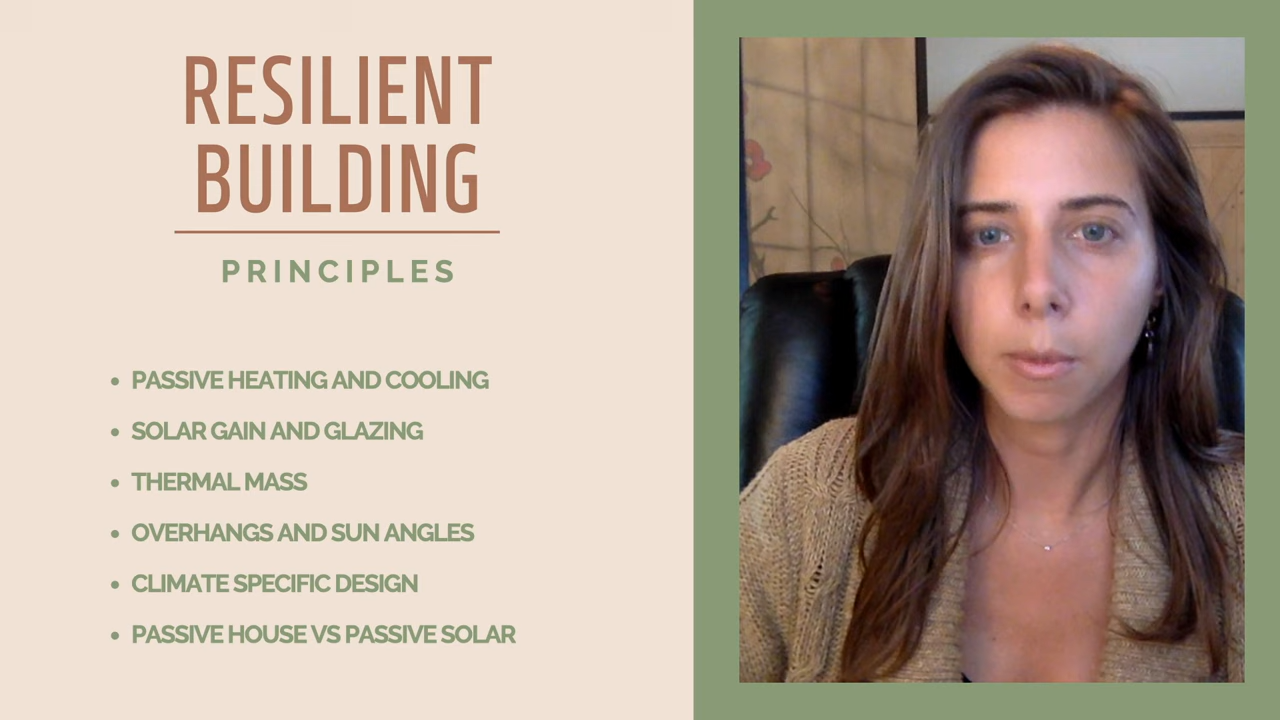 RESILIENT
BUILDING
PRINCIPLES
• PASSIVE HEATING AND COOLING
• SOLAR GAIN AND GLAZING
• THERMAL MASS
• OVERHANGS AND SUN ANGLES
• CLIMATE SPECIFIC DESIGN
• PASSIVE HOUSE VS PASSIVE SOLAR